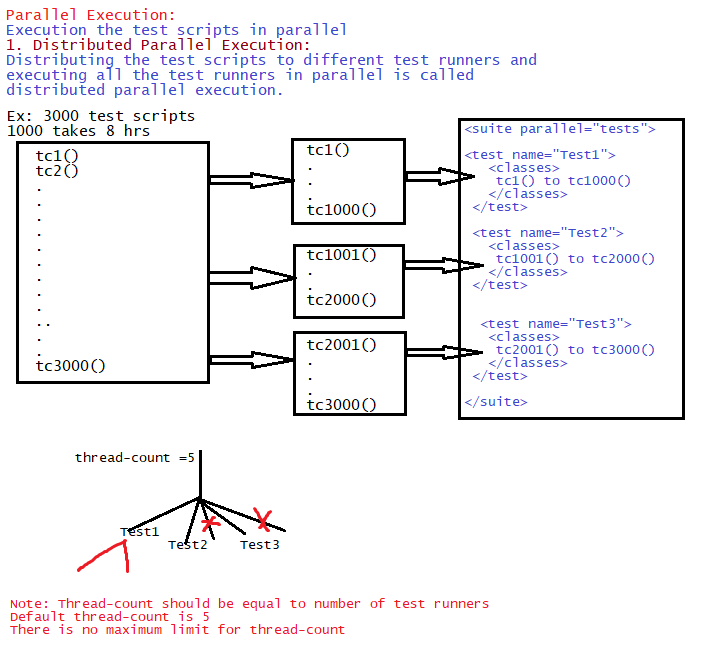 Parallel Execution:
Execution the test scripts in parallel
1. Distributed Parallel Execution:
Distributing the test scripts to different test runners and
executing all the test runners in parallel is called
distributed parallel execution.
Ex: 3000 test scripts
1000 takes 8 hrs
tc1()
tc2()
.
.
.
.
.
.
.
.
.
..
.
.
tc3000()
tc1()
.
.
.
tc1000()
tc1001()
.
.
tc2000()
tc2001()
.
.
.
tc3000()
<suite parallel="tests">
<test name="Test1">
<classes>
tc1() to tc1000()
</classes>
</test>
<test name="Test2">
<classes>
tc1001() to tc2000()
</classes>
</test>
<test name="Test3">
<classes>
tc2001() to tc3000()
</classes>
</test>
</suite>
thread-count =5
Test1
Test2
Test3
Note: Thread-count should be equal to number of test runners
Default thread-count is 5
There is no maximum limit for thread-count